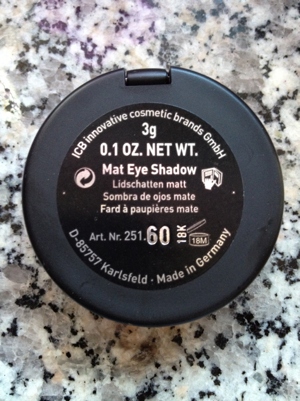 ICB innovative cosmetic brands GmbH
3g
0.1 OZ. NET WT.
Mat Eye Shadow
Lidschatten matt
Sombra de ojos mate
Fard à paupières mate
Art. Nr. 251.60
18K
18M
D-85757 Karlsfeld · Made in Germany